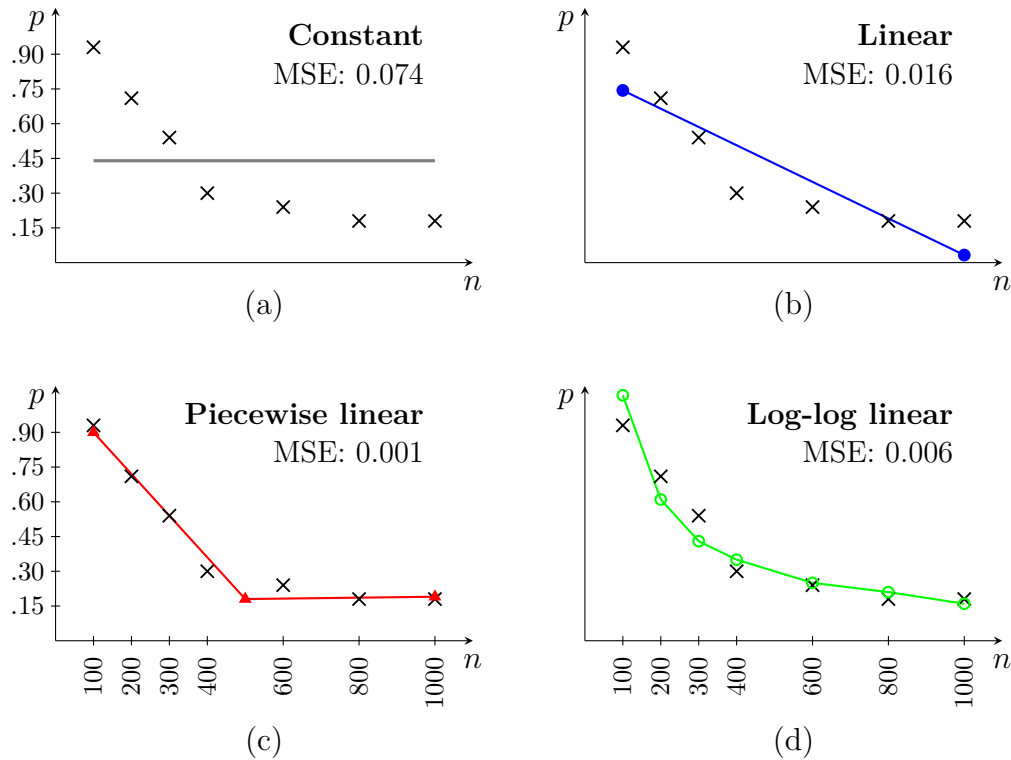 p
Constant
MSE: 0.074
.90
.75
.60
.45
.30
.15
n
(a)
p
Linear
MSE: 0.016
n
(b)
p
Piecewise linear
MSE: 0.001
.90
.75
.60
.45
.30
.15
n
100
200
300
400
600
800
1000
(c)
p
Log-log linear
MSE: 0.006
n
100
200
300
400
600
800
1000
(d)